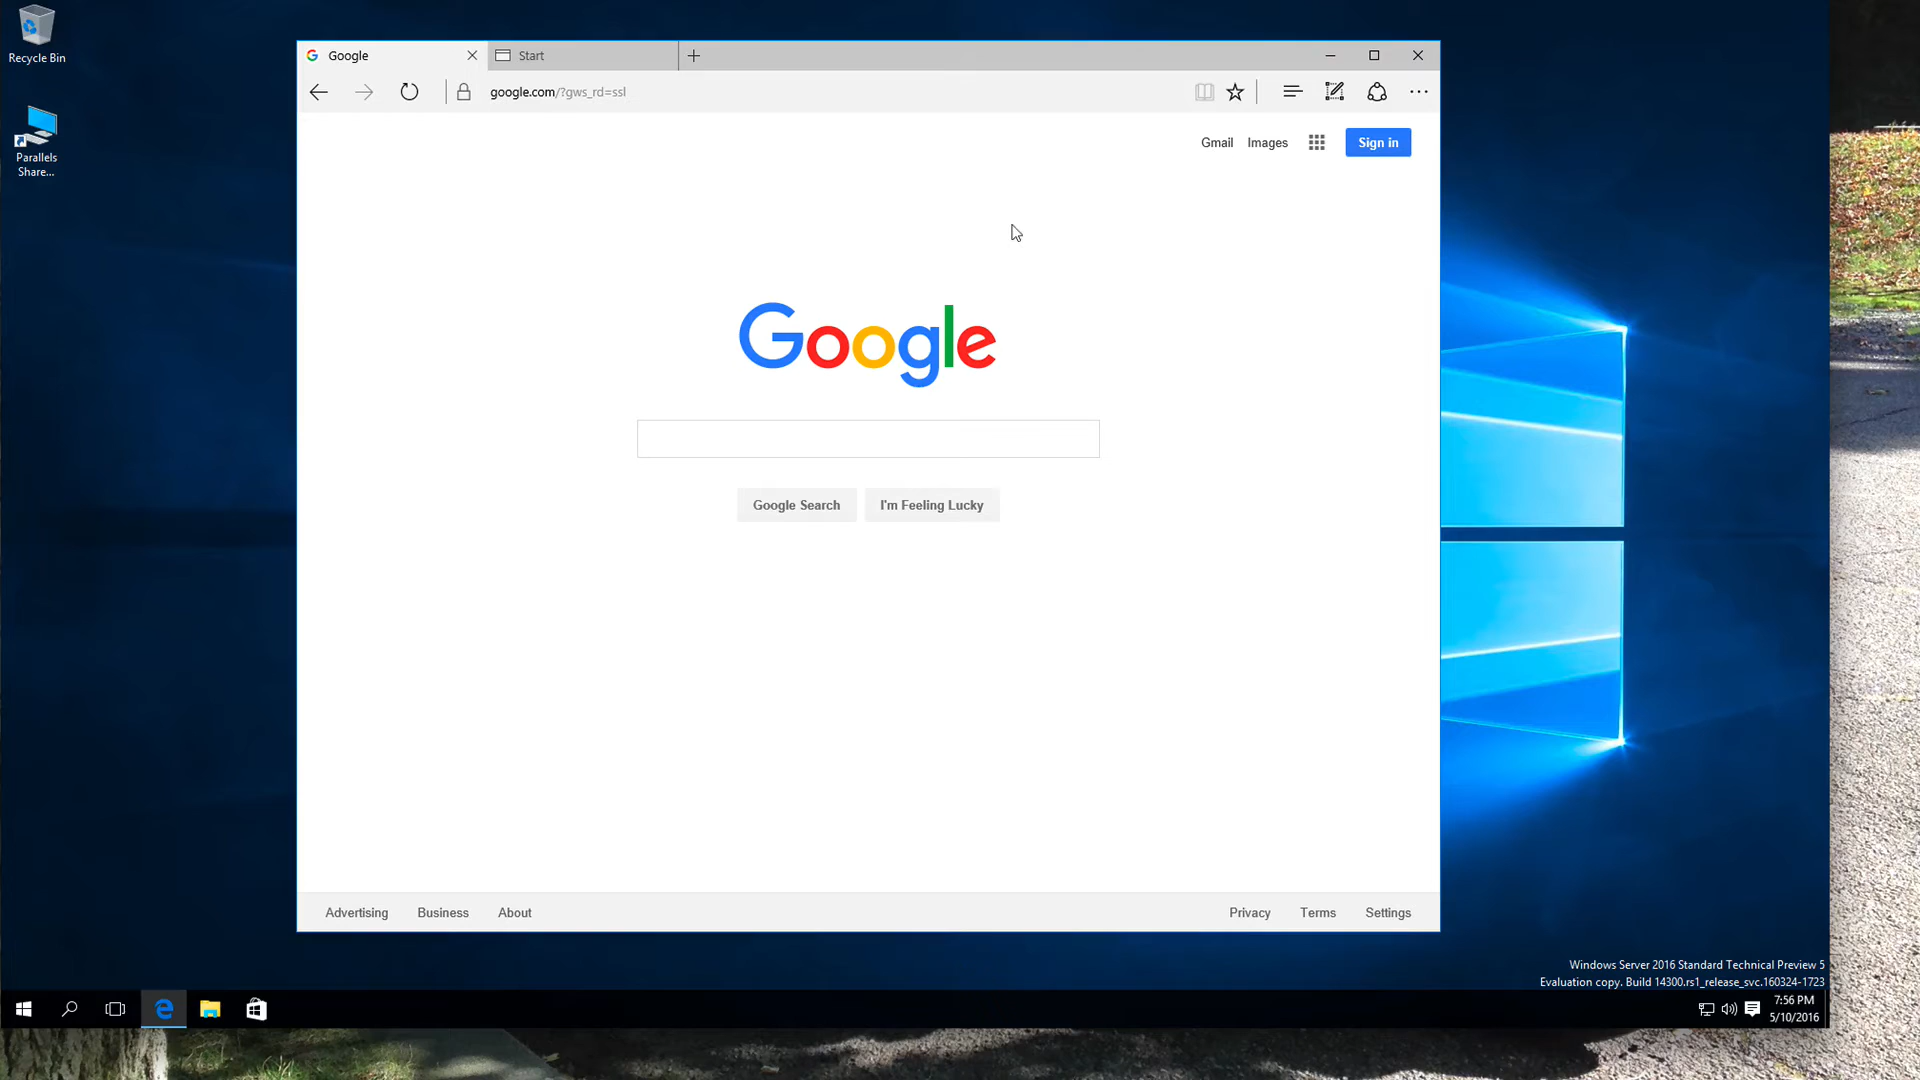 Recycle Bin
Parallels
Share...
Google
Start
google.com/?gws_rd=ssl
Gmail
Images
Sign in
Google
Google Search
I'm Feeling Lucky
Advertising
Business
About
Privacy
Terms
Settings
Windows Server 2016 Standard Technical Preview 5
Evaluation copy. Build 14300.rs1_release_svc.160324-1723
7:56 PM
5/10/2016